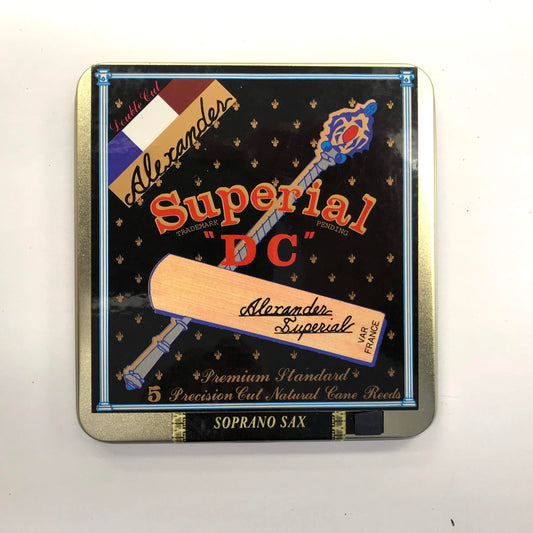 Double Cut
Alexander
Superial
TRADEMARK PENDING
"DC"
Alexander
Superial
VAR
FRANCE
Premium Standard
5 Precision Cut Natural Cane Reeds
SOPRANO SAX